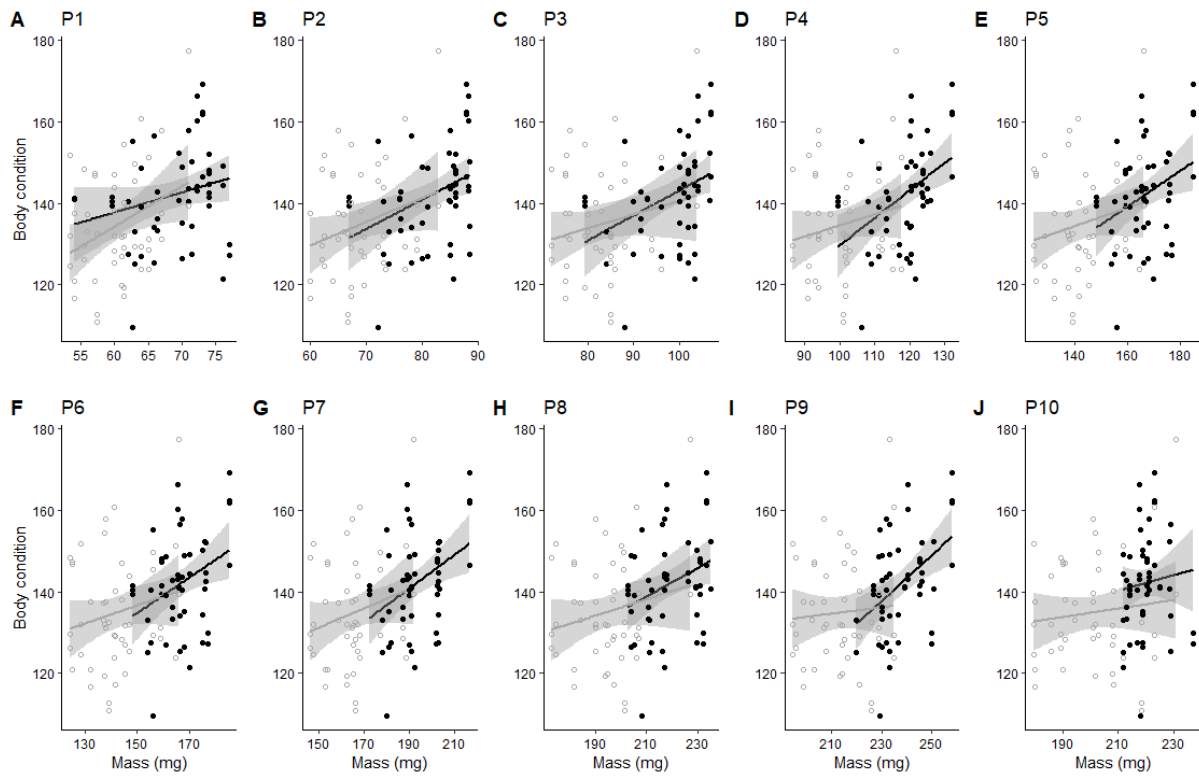 A P1 B P2 C P3 D P4 E P5
180
160
140
120
Body condition
55 60 65 70 75 60 70 80 90 80 90 100 90 100 110 120 130 140 160 180
F P6 G P7 H P8 I P9 J P10
180
160
140
120
Body condition
130 150 170 150 170 190 210 190 210 230 210 230 250 190 210 230
Mass (mg) Mass (mg) Mass (mg) Mass (mg) Mass (mg)